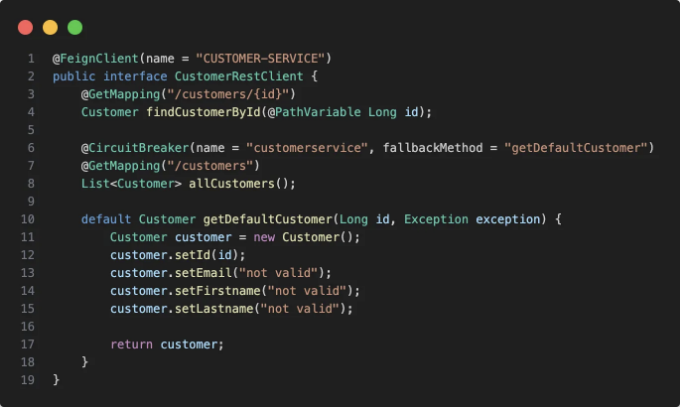 1 @FeignClient(name = "CUSTOMER-SERVICE")
2 public interface CustomerRestClient {
3     @GetMapping("/customers/{id}")
4     Customer findCustomerById(@PathVariable Long id);
5
6     @CircuitBreaker(name = "customerservice", fallbackMethod = "getDefaultCustomer")
7     @GetMapping("/customers")
8     List<Customer> allCustomers();
9
10     default Customer getDefaultCustomer(Long id, Exception exception) {
11         Customer customer = new Customer();
12         customer.setId(id);
13         customer.setEmail("not valid");
14         customer.setFirstname("not valid");
15         customer.setLastname("not valid");
16
17         return customer;
18     }
19 }